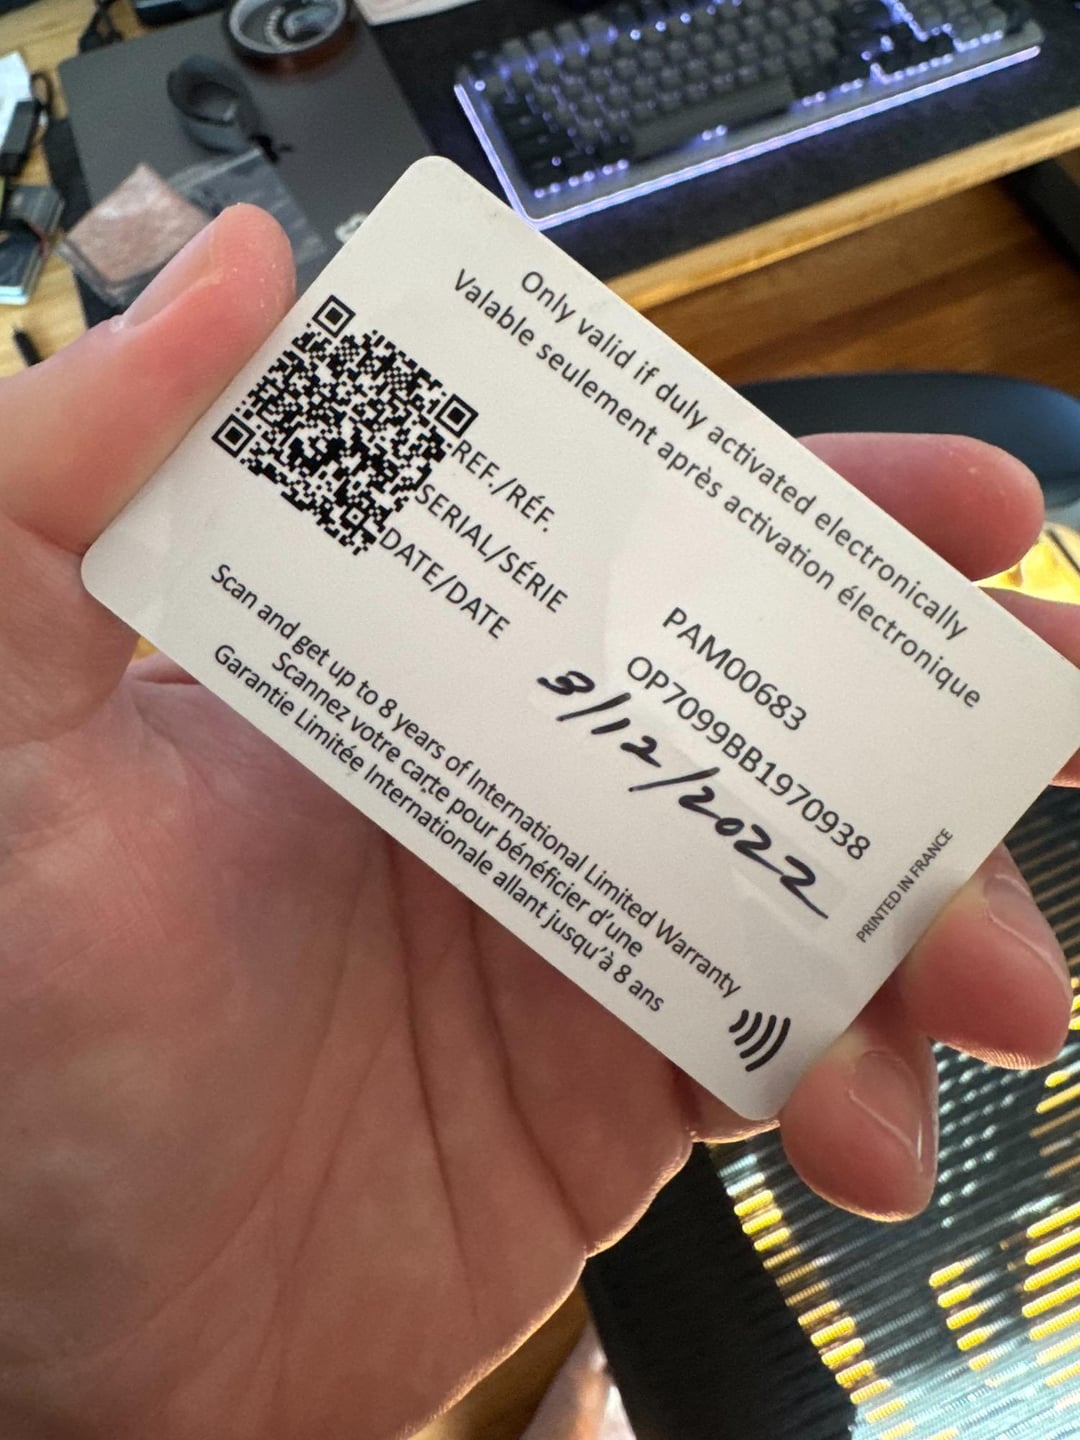 Only valid if duly activated electronically
Valable seulement après activation électronique
REF./RÉF. PAM00683
SERIAL/SÉRIE OP7099BB1970938
DATE/DATE 3/12/2022
Scan and get up to 8 years of International Limited Warranty
Scannez votre carte pour bénéficier d'une
Garantie Limitée Internationale allant jusqu'à 8 ans
PRINTED IN FRANCE